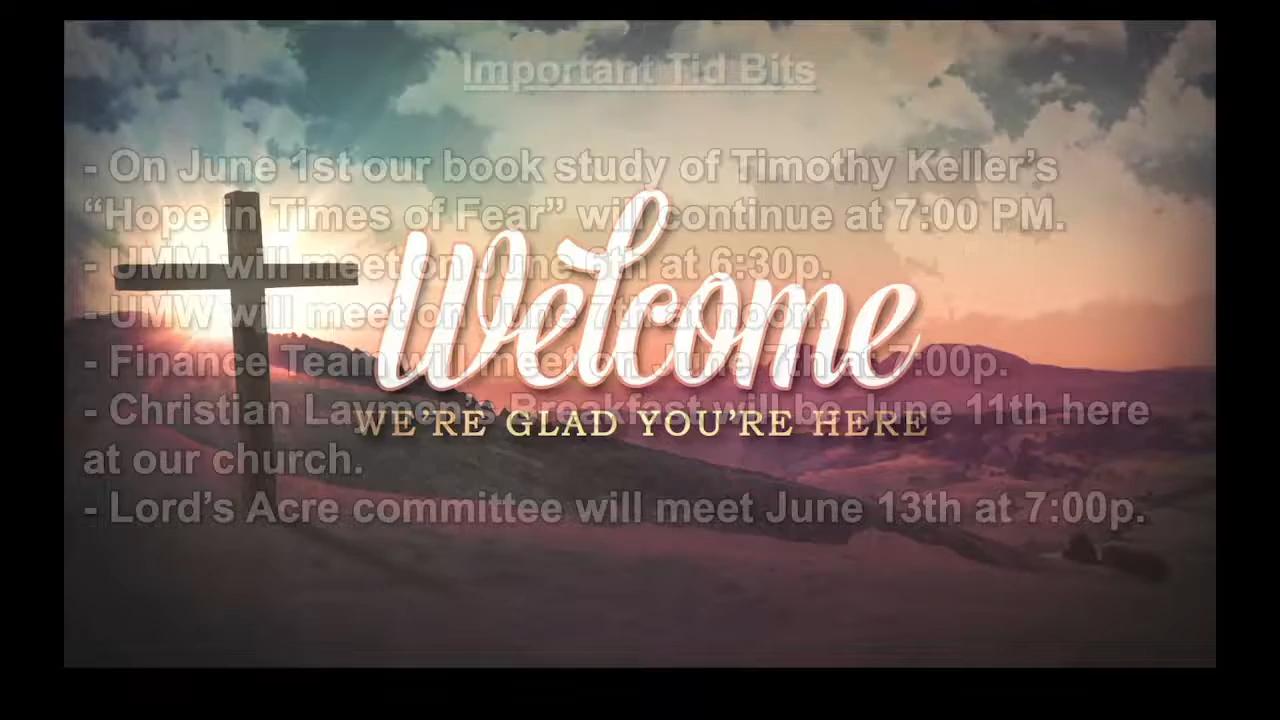 Important Tid Bits
- On June 1st our book study of Timothy Keller’s
“Hope in Times of Fear” will continue at 7:00 PM.
- UMM will meet on June at 6:30p.
- UMW will meet on June 7th at noon.
- Finance Team will meet on June at 7:00p.
- Christian Breakfast will be June 11th here
at our church.
- Lord’s Acre committee will meet June 13th at 7:00p.
Welcome
WE’RE GLAD YOU’RE HERE